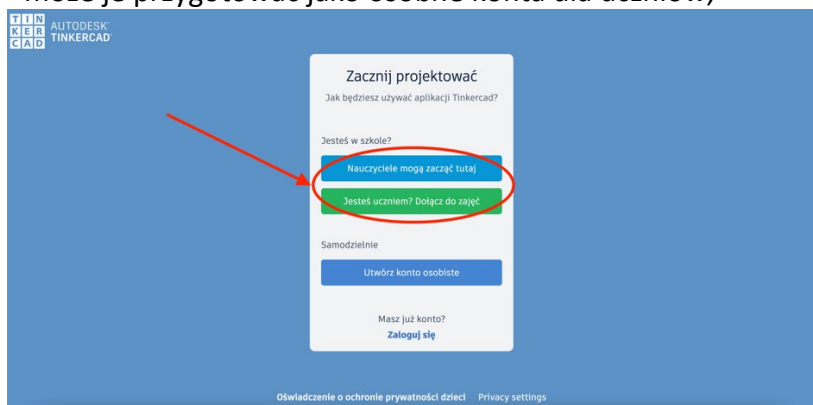 może je przygotować jako osobne konta dla uczniów)
TIN
KER
CAD
AUTODESK
TINKERCAD
Zacznij projektować
Jak będziesz używać aplikacji Tinkercad?
Jesteś w szkole?
Nauczyciele mogą zacząć tutaj
Jesteś uczniem? Dołącz do zajęć
Samodzielnie
Utwórz konto osobiste
Masz już konto?
Zaloguj się
Oświadczenie o ochronie prywatności dzieci Privacy settings